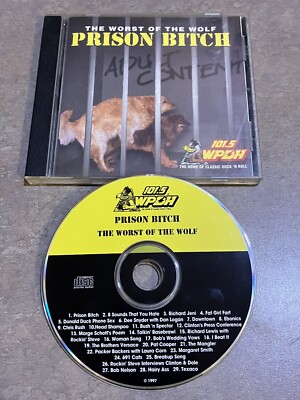 THE WORST OF THE WOLF
PRISON BITCH
ADULT
CONTENT
101.5
WPDH
THE HOME OF CLASSIC ROCK 'N ROLL
101.5
WPDH
PRISON BITCH
THE WORST OF THE WOLF
1. Prison Bitch 2. 8 Sounds That You Hate 3. Richard Jeni 4. Fat Girl Fart
5. Donald Duck Phone Sex 6. Dee Snyder with Don Logan 7. Downtown 8. Ebonics
9. Chris Rush 10. Head Shampoo 11. Bush 'n Spector 12. Clinton's Press Conference
13. Marge Schott's Poem 14. Talkin' Basebrawl 15. Richard Lewis with
Rockin' Steve 16. Woman Song 17. Bob's Wedding Vows 18. I Beat It
19. The Brothers Versace 20. Pat Cooper 21. The Mangler
22. Packer Backers with Laura Corn 23. Margaret Smith
24. 691 Cats 25. Breakup Song
26. Rockin' Steve Interviews Clinton & Dole
27. Bob Nelson 28. Hairy Ass 29. Texaco
© 1997